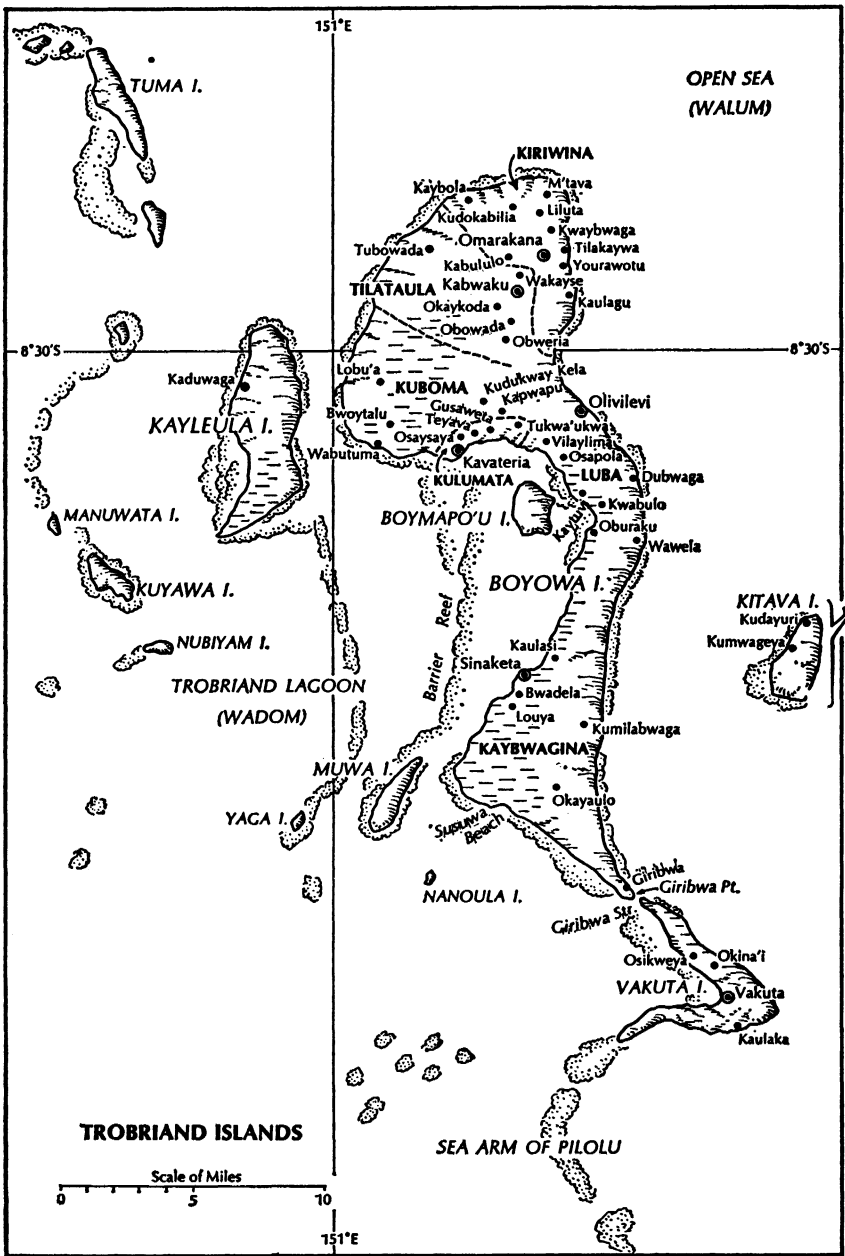 151°E
TUMA I.
OPEN SEA
(WALUM)
KIRIWINA
Kaybola
M'tava
Kudokabilia
Liluta
Kwaybwaga
Omarakana
Tilakaywa
Tubowada
Kabululo
Yourawotu
Wakayse
TILATAULA
Kabwaku
Kaulagu
Okaykoda
Obowada
Obweria
8°30'S
8°30'S
Lobu'a
Kela
Kaduwaga
KUBOMA
Kudukway
Kapwapu
Olivilevi
Gusaweta
Bwoytalu
Teyava
Tukwa'ukwa
KAYLEULA I.
Osaysaya
Vilaylima
Wabutuma
Osapola
Kavateria
KULUMATA
LUBA
Dubwaga
MANUWATA I.
BOYMAPO'U I.
Kwabulo
Oburaku
Wawela
KUYAWA I.
BOYOWA I.
KITAVA I.
Kudayuri
Kumwageya
NUBIYAM I.
Barrier Reef
Kaulasi
Sinaketa
TROBRIAND LAGOON
(WADOM)
Bwadela
Louya
Kumilabwaga
KAYBWAGINA
MUWA I.
Okayaulo
YAGA I.
Susuwa
Beach
Giribwa
Giribwa Pt.
NANOULA I.
Giribwa Str.
Osikweya
Okina'i
VAKUTA I.
Vakuta
Kaulaka
TROBRIAND ISLANDS
SEA ARM OF PILOLU
Scale of Miles
0 5 10
151°E